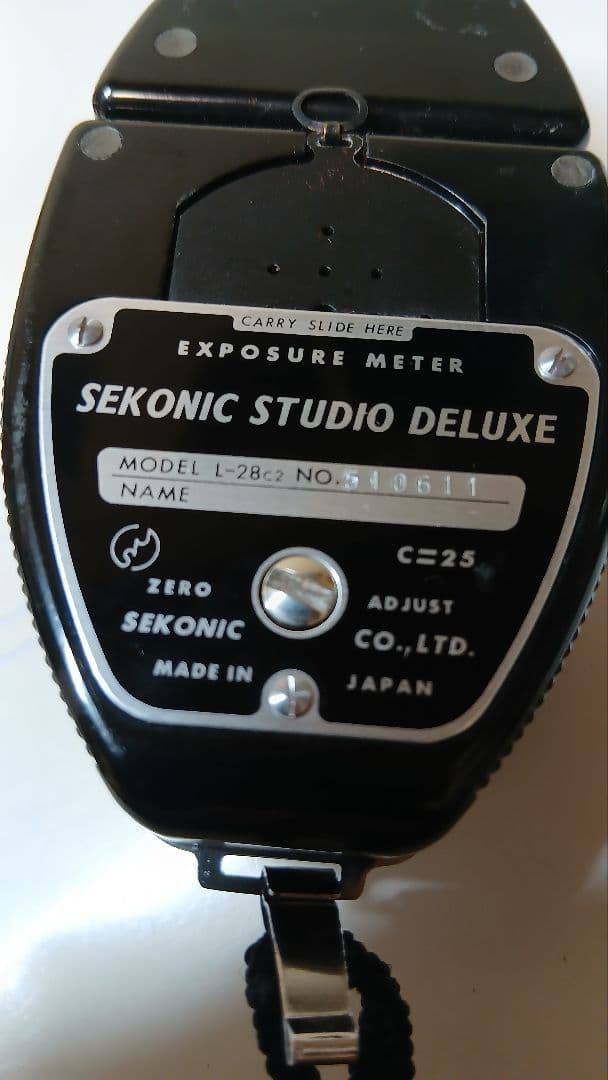 CARRY SLIDE HERE
EXPOSURE METER
SEKONIC STUDIO DELUXE
MODEL L-28c2 NO. 510611
NAME
C=25
ZERO ADJUST
SEKONIC CO., LTD.
MADE IN JAPAN